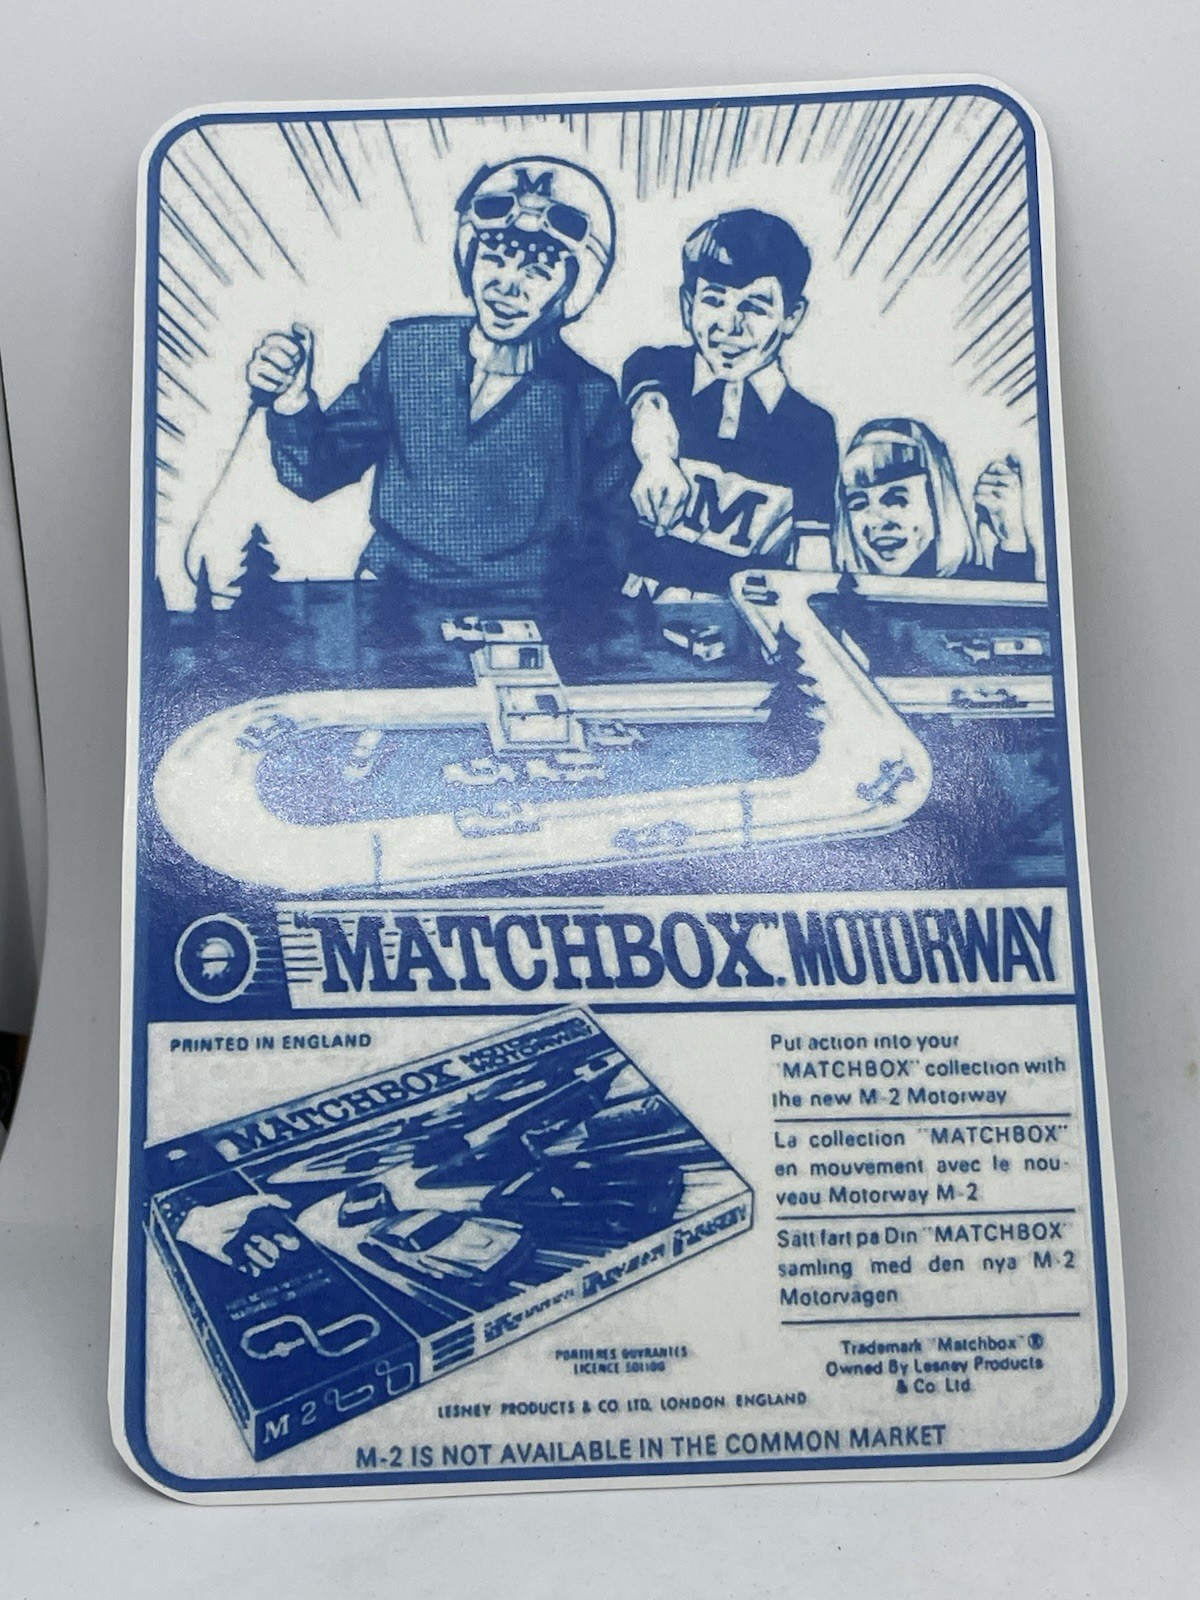 M
M
"MATCHBOX" MOTORWAY
PRINTED IN ENGLAND
MATCHBOX MOTORWAY
MOTORWAY
M 2
Put action into your
"MATCHBOX" collection with
the new M-2 Motorway
La collection "MATCHBOX"
en mouvement avec le nou-
veau Motorway M-2
Sätt fart pa Din "MATCHBOX"
samling med den nya M-2
Motorvägen
PORTIERES OUVRANTES
LICENCE
Trademark "Matchbox" ®
Owned By Lesney Products
& Co. Ltd.
LESNEY PRODUCTS & CO. LTD. LONDON ENGLAND
M-2 IS NOT AVAILABLE IN THE COMMON MARKET